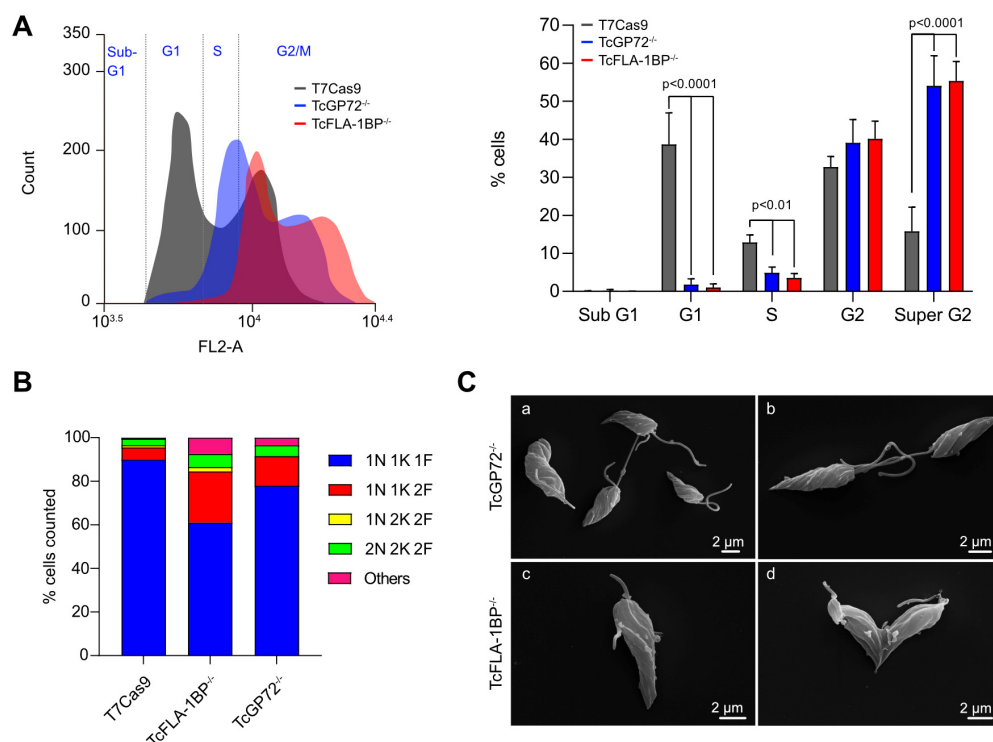 A
350
300
200
100
50
0
Count
Sub-
G1
G1
S
G2/M
T7Cas9
TcGP72-/-
TcFLA-1BP-/-
10^3.5
10^4
10^4.4
FL2-A
70
60
50
40
30
20
10
0
% cells
T7Cas9
TcGP72-/-
TcFLA-1BP-/-
p<0.0001
p<0.01
p<0.0001
Sub G1
G1
S
G2
Super G2
B
100
80
60
40
20
0
% cells counted
T7Cas9
TcFLA-1BP-/-
TcGP72-/-
1N 1K 1F
1N 1K 2F
1N 2K 2F
2N 2K 2F
Others
C
TcGP72-/-
a
2 µm
b
2 µm
TcFLA-1BP-/-
c
2 µm
d
2 µm